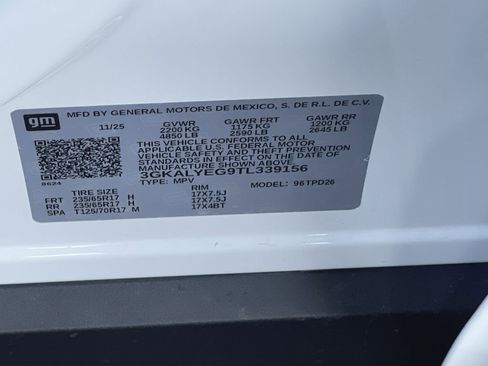 gm
MFD BY GENERAL MOTORS DE MEXICO, S. DE R.L. DE C.V.
11/25 GVWR GAWR FRT GAWR RR
2200 KG 1175 KG 1200 KG
4850 LB 2590 LB 2645 LB
THIS VEHICLE CONFORMS TO ALL
APPLICABLE U.S. FEDERAL MOTOR
VEHICLE SAFETY, BUMPER, AND THEFT
PREVENTION STANDARDS IN
EFFECT ON THE DATE OF
MANUFACTURE SHOWN ABOVE.
3GKALYEG9TL339156
8624 TYPE: MPV MODEL: 96TPD26
TIRE SIZE RIM
FRT 235/65R17 H 17X7.5J
RR 235/65R17 H 17X7.5J
SPA T125/70R17 M 17X4BT